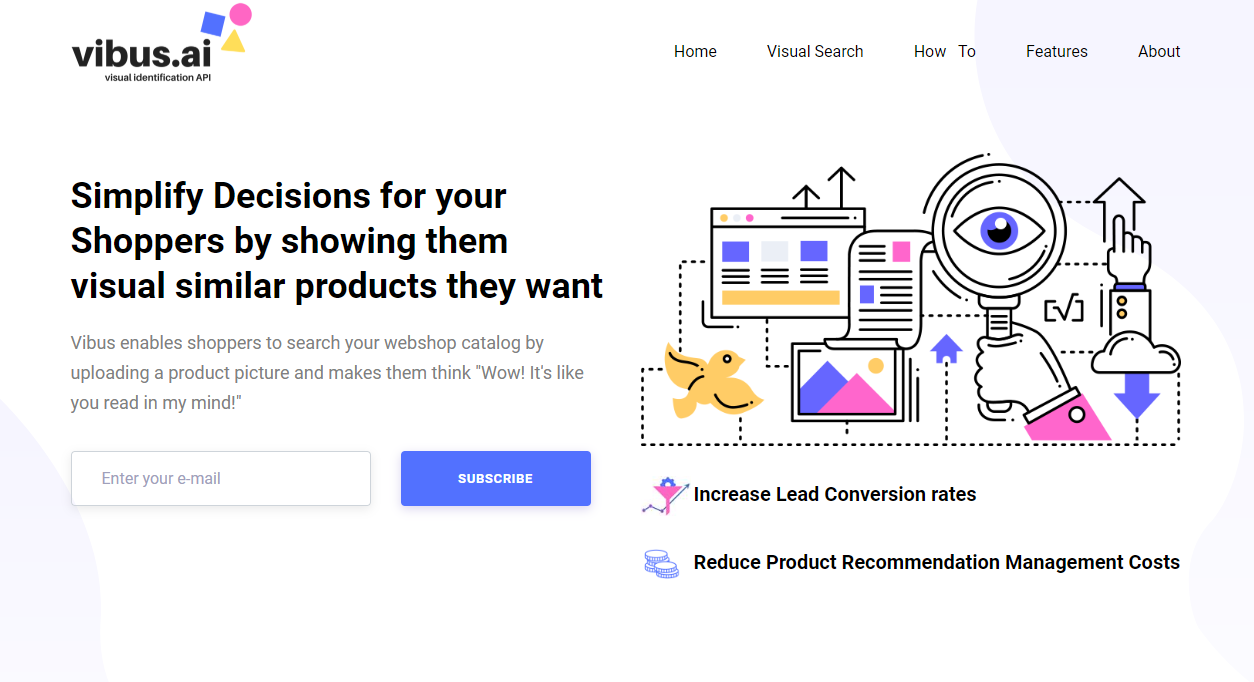 vibus.ai
visual identification API
Home
Visual Search
How To
Features
About
Simplify Decisions for your
Shoppers by showing them
visual similar products they want
Vibus enables shoppers to search your webshop catalog by
uploading a product picture and makes them think "Wow! It's like
you read in my mind!"
Enter your e-mail
SUBSCRIBE
Increase Lead Conversion rates
Reduce Product Recommendation Management Costs